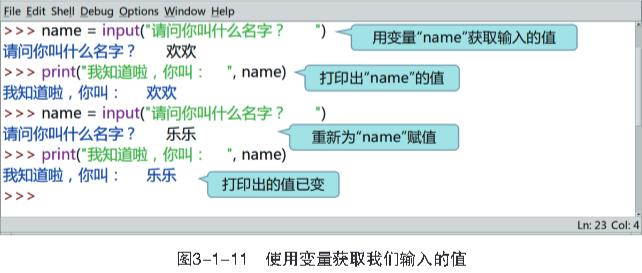 File Edit Shell Debug Options Window Help
>>> name = input("请问你叫什么名字？ ")
用变量“name”获取输入的值
请问你叫什么名字？ 欢欢
>>> print("我知道啦，你叫： ", name)
打印出“name”的值
我知道啦，你叫： 欢欢
>>> name = input("请问你叫什么名字？ ")
请问你叫什么名字？ 乐乐
重新为“name”赋值
>>> print("我知道啦，你叫： ", name)
我知道啦，你叫： 乐乐
打印出的值已变
>>>
Ln: 23 Col: 4
图3-1-11 使用变量获取我们输入的值